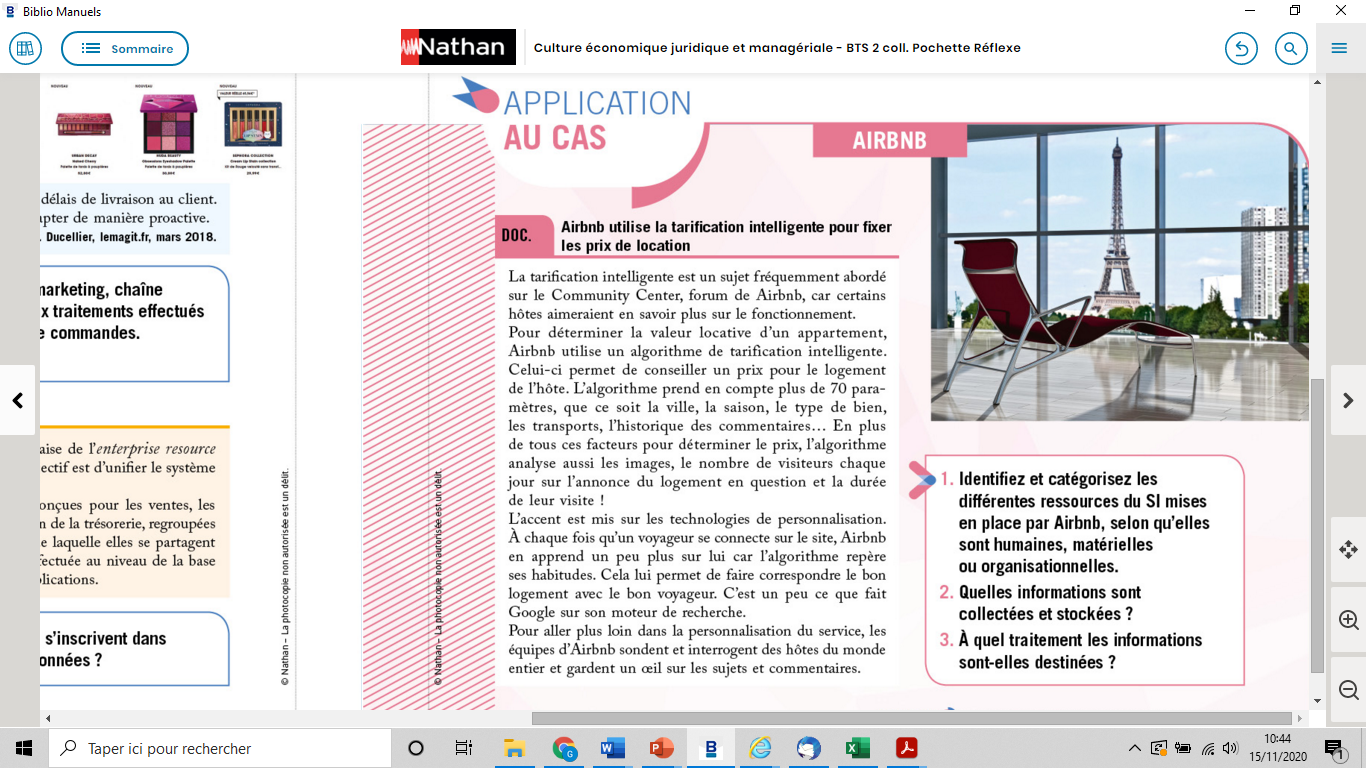 Biblio Manuels
Sommaire
Nathan
Culture économique juridique et managériale - BTS 2 coll. Pochette Réflexe
NOUVEAU
NOUVEAU
NOUVEAU
URBAN DECAY
HUDA BEAUTY
SEPHORA COLLECTION
délais de livraison au client.
apter de manière proactive.
. Ducellier, lemagit.fr, mars 2018.
marketing, chaîne
x traitements effectués
e commandes.
aise de l'enterprise resource
ectif est d'unifier le système
onçues pour les ventes, les
n de la trésorerie, regroupées
e laquelle elles se partagent
fectuée au niveau de la base
plications.
s'inscrivent dans
onnées ?
© Nathan – La photocopie non autorisée est un délit.
© Nathan – La photocopie non autorisée est un délit.
APPLICATION
AU CAS
AIRBNB
DOC.
Airbnb utilise la tarification intelligente pour fixer
les prix de location
La tarification intelligente est un sujet fréquemment abordé
sur le Community Center, forum de Airbnb, car certains
hôtes aimeraient en savoir plus sur le fonctionnement.
Pour déterminer la valeur locative d'un appartement,
Airbnb utilise un algorithme de tarification intelligente.
Celui-ci permet de conseiller un prix pour le logement
de l'hôte. L'algorithme prend en compte plus de 70 para-
mètres, que ce soit la ville, la saison, le type de bien,
les transports, l'historique des commentaires… En plus
de tous ces facteurs pour déterminer le prix, l'algorithme
analyse aussi les images, le nombre de visiteurs chaque
jour sur l'annonce du logement en question et la durée
de leur visite !
L'accent est mis sur les technologies de personnalisation.
À chaque fois qu'un voyageur se connecte sur le site, Airbnb
en apprend un peu plus sur lui car l'algorithme repère
ses habitudes. Cela lui permet de faire correspondre le bon
logement avec le bon voyageur. C'est un peu ce que fait
Google sur son moteur de recherche.
Pour aller plus loin dans la personnalisation du service, les
équipes d'Airbnb sondent et interrogent des hôtes du monde
entier et gardent un œil sur les sujets et commentaires.
1. Identifiez et catégorisez les
différentes ressources du SI mises
en place par Airbnb, selon qu'elles
sont humaines, matérielles
ou organisationnelles.
2. Quelles informations sont
collectées et stockées ?
3. À quel traitement les informations
sont-elles destinées ?
Taper ici pour rechercher
10:44
15/11/2020
1